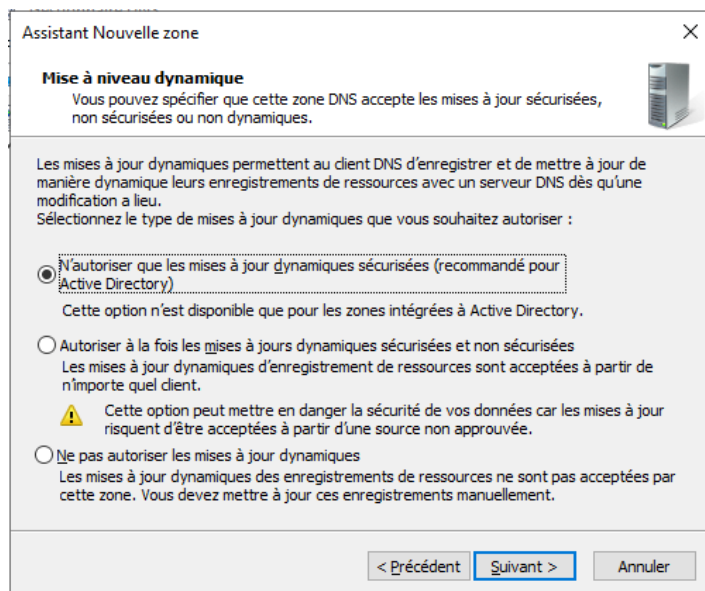 Assistant Nouvelle zone
Mise à niveau dynamique
Vous pouvez spécifier que cette zone DNS accepte les mises à jour sécurisées,
non sécurisées ou non dynamiques.
Les mises à jour dynamiques permettent au client DNS d'enregistrer et de mettre à jour de
manière dynamique leurs enregistrements de ressources avec un serveur DNS dès qu'une
modification a lieu.
Sélectionnez le type de mises à jour dynamiques que vous souhaitez autoriser :
N'autoriser que les mises à jour dynamiques sécurisées (recommandé pour
Active Directory)
Cette option n'est disponible que pour les zones intégrées à Active Directory.
Autoriser à la fois les mises à jours dynamiques sécurisées et non sécurisées
Les mises à jour dynamiques d'enregistrement de ressources sont acceptées à partir de
n'importe quel client.
Cette option peut mettre en danger la sécurité de vos données car les mises à jour
risquent d'être acceptées à partir d'une source non approuvée.
Ne pas autoriser les mises à jour dynamiques
Les mises à jour dynamiques des enregistrements de ressources ne sont pas acceptées par
cette zone. Vous devez mettre à jour ces enregistrements manuellement.
< Précédent Suivant > Annuler